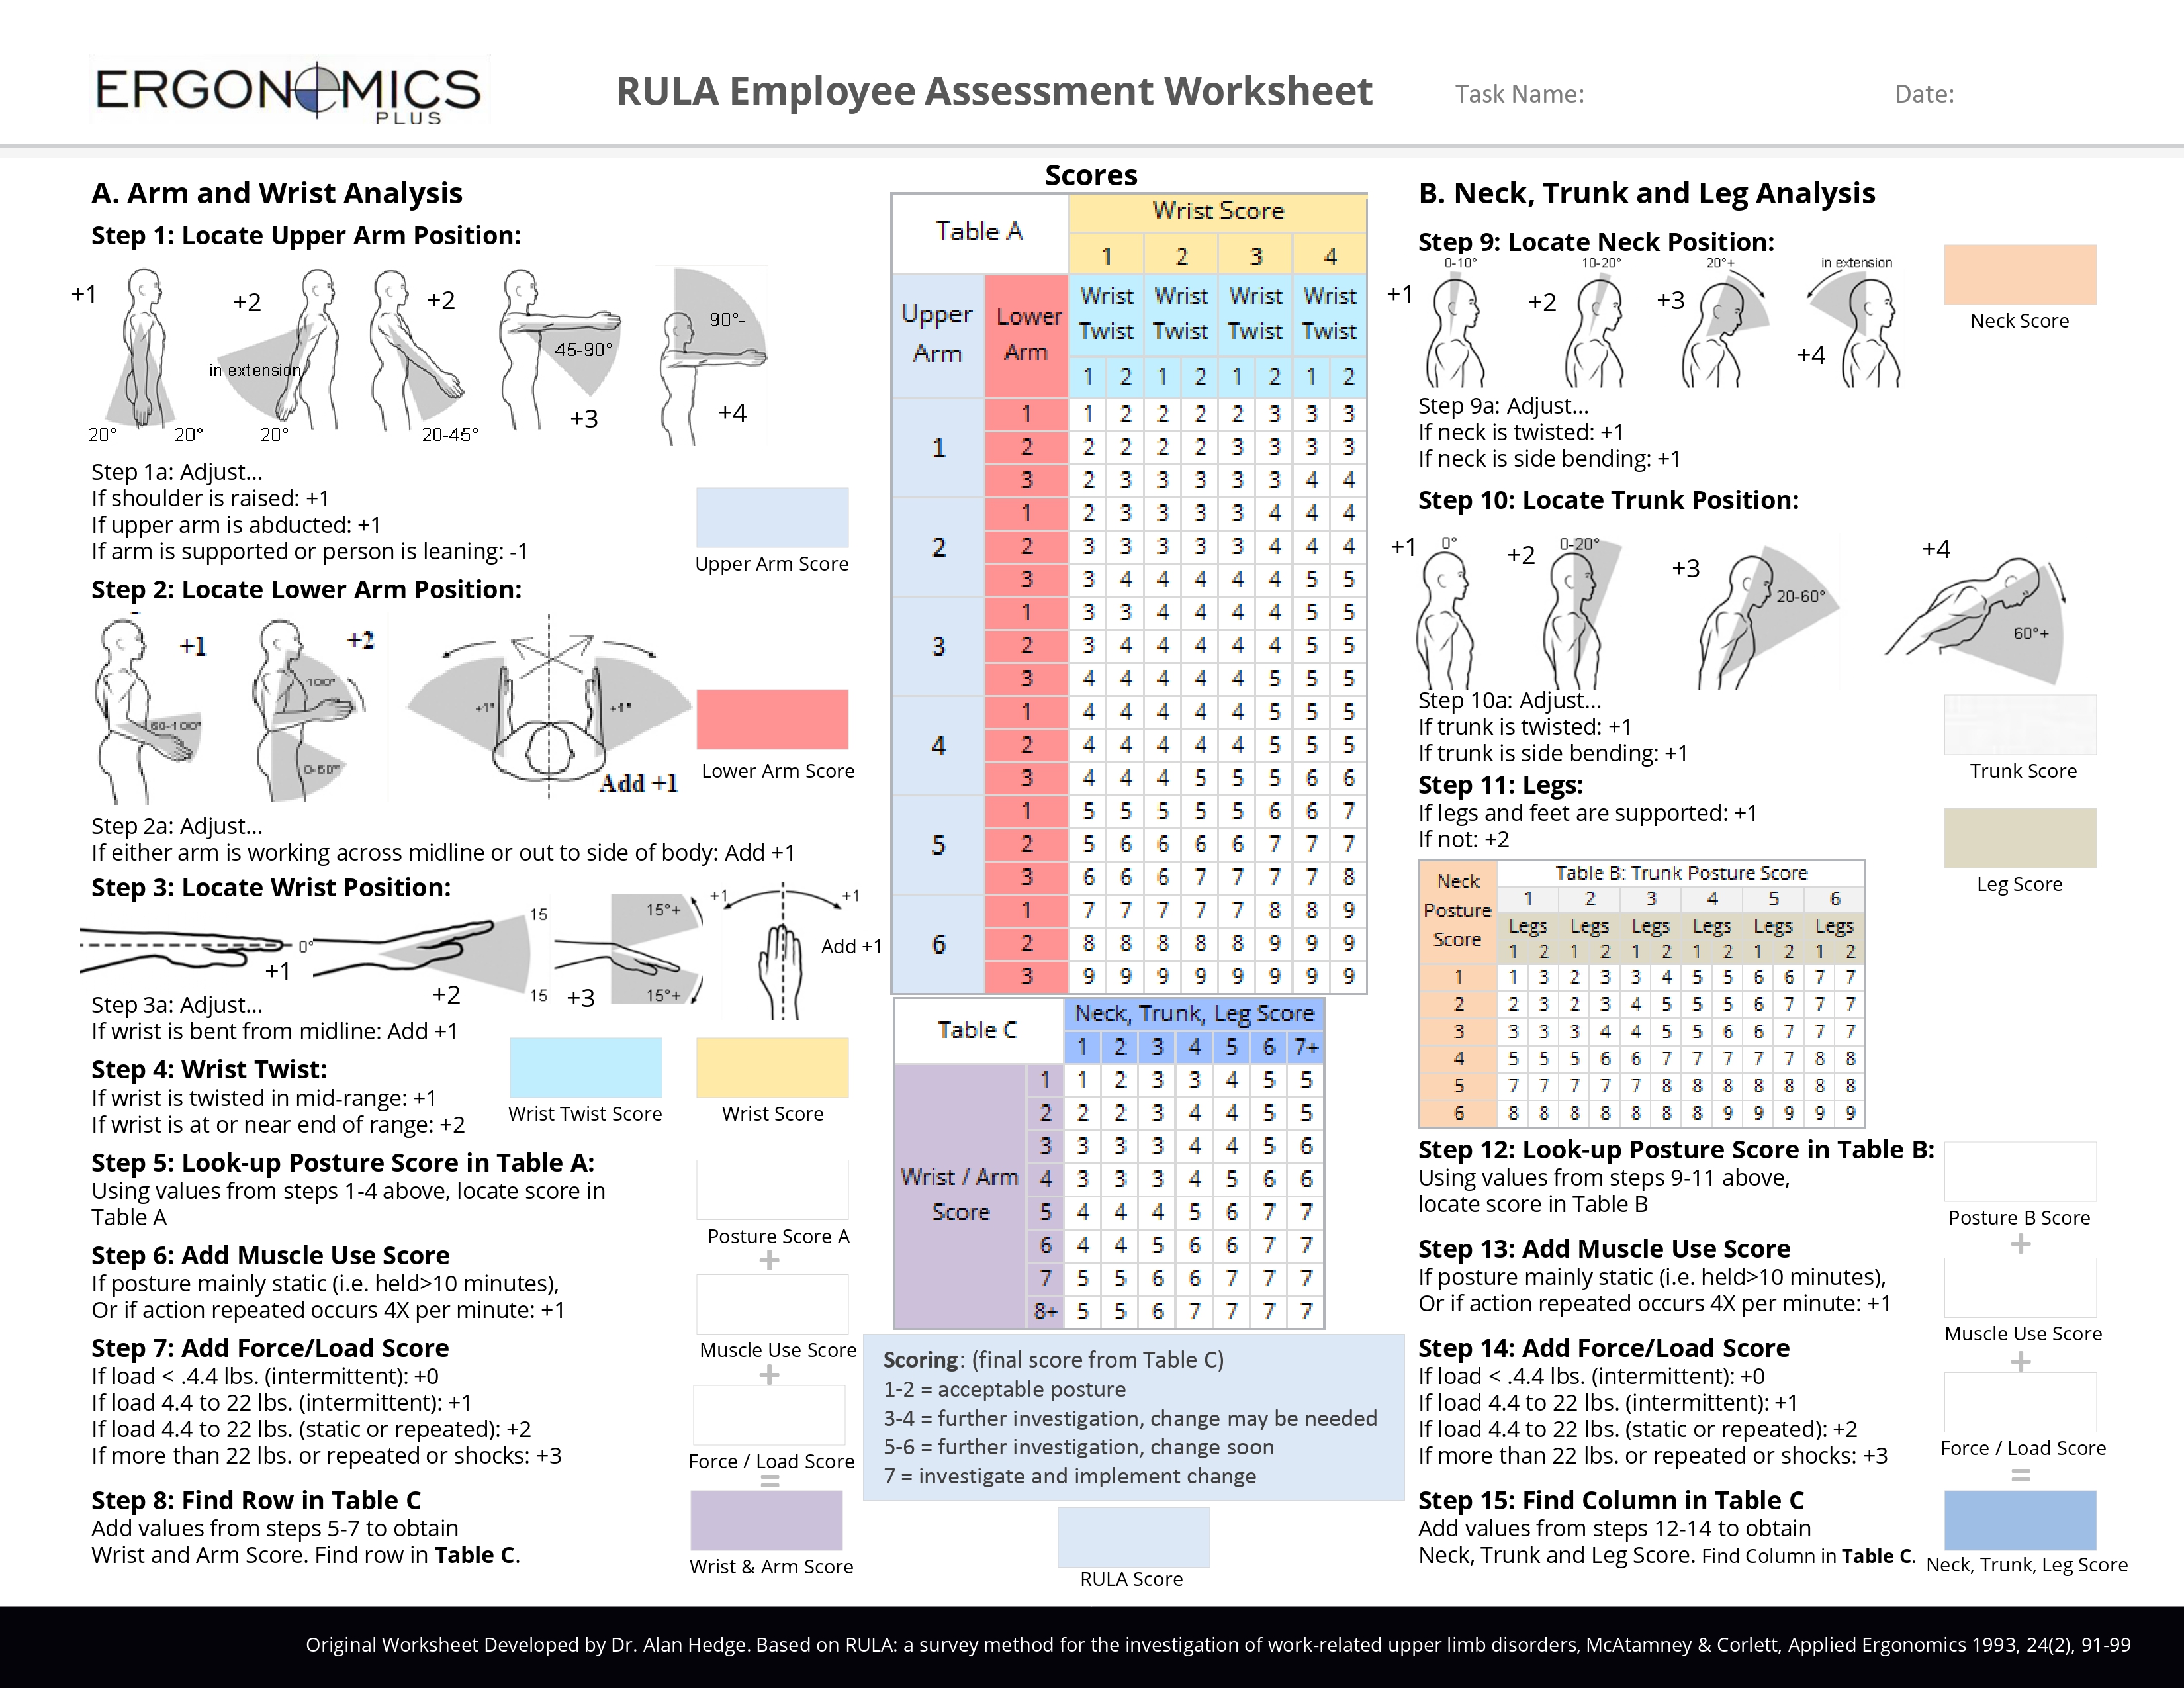 ERGONOMICS
PLUS
RULA Employee Assessment Worksheet
Task Name:
Date:
A. Arm and Wrist Analysis
Step 1: Locate Upper Arm Position:
+1
+2
+2
90°-
45-90°
in extension
+3
+4
20°
20°
20°
20-45°
Step 1a: Adjust...
If shoulder is raised: +1
If upper arm is abducted: +1
If arm is supported or person is leaning: -1
Upper Arm Score
Step 2: Locate Lower Arm Position:
+1
+2
100°
60-100°
0-60°
+1"
+1"
Add +1
Lower Arm Score
Step 2a: Adjust...
If either arm is working across midline or out to side of body: Add +1
Step 3: Locate Wrist Position:
0°
+1
15
15
+2
15°+
15°+
+3
+1
+1
Add +1
Step 3a: Adjust...
If wrist is bent from midline: Add +1
Step 4: Wrist Twist:
If wrist is twisted in mid-range: +1
If wrist is at or near end of range: +2
Wrist Twist Score
Wrist Score
Step 5: Look-up Posture Score in Table A:
Using values from steps 1-4 above, locate score in
Table A
Posture Score A
+
Step 6: Add Muscle Use Score
If posture mainly static (i.e. held>10 minutes),
Or if action repeated occurs 4X per minute: +1
Muscle Use Score
+
Step 7: Add Force/Load Score
If load < .4.4 lbs. (intermittent): +0
If load 4.4 to 22 lbs. (intermittent): +1
If load 4.4 to 22 lbs. (static or repeated): +2
If more than 22 lbs. or repeated or shocks: +3
Force / Load Score
=
Step 8: Find Row in Table C
Add values from steps 5-7 to obtain
Wrist and Arm Score. Find row in Table C.
Wrist & Arm Score
Scores
Table A
Wrist Score
1 2 3 4
Upper Arm
Lower Arm
Wrist Twist Wrist Twist Wrist Twist Wrist Twist
1 2 1 2 1 2 1 2
1
1 1 2 2 2 2 3 3 3
2 2 2 2 2 3 3 3 3
3 2 3 3 3 3 3 4 4
2
1 2 3 3 3 3 4 4 4
2 3 3 3 3 3 4 4 4
3 3 4 4 4 4 4 5 5
3
1 3 3 4 4 4 4 5 5
2 3 4 4 4 4 4 5 5
3 4 4 4 4 4 5 5 5
4
1 4 4 4 4 4 5 5 5
2 4 4 4 4 4 5 5 5
3 4 4 4 5 5 5 6 6
5
1 5 5 5 5 5 6 6 7
2 5 6 6 6 6 7 7 7
3 6 6 6 7 7 7 7 8
6
1 7 7 7 7 7 8 8 9
2 8 8 8 8 8 9 9 9
3 9 9 9 9 9 9 9 9
Table C
Neck, Trunk, Leg Score
1 2 3 4 5 6 7+
Wrist / Arm Score
1 1 2 3 3 4 5 5
2 2 2 3 4 4 5 5
3 3 3 3 4 4 5 6
4 3 3 3 4 5 6 6
5 4 4 4 5 6 7 7
6 4 4 5 6 6 7 7
7 5 5 6 6 7 7 7
8+ 5 5 6 7 7 7 7
Scoring: (final score from Table C)
1-2 = acceptable posture
3-4 = further investigation, change may be needed
5-6 = further investigation, change soon
7 = investigate and implement change
RULA Score
B. Neck, Trunk and Leg Analysis
Step 9: Locate Neck Position:
0-10°
10-20°
20°+
in extension
+1
+2
+3
+4
Neck Score
Step 9a: Adjust...
If neck is twisted: +1
If neck is side bending: +1
Step 10: Locate Trunk Position:
+1
0°
+2
0-20°
+3
20-60°
+4
60°+
Step 10a: Adjust...
If trunk is twisted: +1
If trunk is side bending: +1
Trunk Score
Step 11: Legs:
If legs and feet are supported: +1
If not: +2
Leg Score
Neck Posture Score
Table B: Trunk Posture Score
1 2 3 4 5 6
Legs Legs Legs Legs Legs Legs
1 2 1 2 1 2 1 2 1 2 1 2
1 1 3 2 3 3 4 5 5 6 6 7 7
2 2 3 2 3 4 5 5 5 6 7 7 7
3 3 3 3 4 4 5 5 6 6 7 7 7
4 5 5 5 6 6 7 7 7 7 7 8 8
5 7 7 7 7 7 8 8 8 8 8 8 8
6 8 8 8 8 8 8 8 9 9 9 9 9
Step 12: Look-up Posture Score in Table B:
Using values from steps 9-11 above,
locate score in Table B
Posture B Score
+
Step 13: Add Muscle Use Score
If posture mainly static (i.e. held>10 minutes),
Or if action repeated occurs 4X per minute: +1
Muscle Use Score
+
Step 14: Add Force/Load Score
If load < .4.4 lbs. (intermittent): +0
If load 4.4 to 22 lbs. (intermittent): +1
If load 4.4 to 22 lbs. (static or repeated): +2
If more than 22 lbs. or repeated or shocks: +3
Force / Load Score
=
Step 15: Find Column in Table C
Add values from steps 12-14 to obtain
Neck, Trunk and Leg Score. Find Column in Table C.
Neck, Trunk, Leg Score
Original Worksheet Developed by Dr. Alan Hedge. Based on RULA: a survey method for the investigation of work-related upper limb disorders, McAtamney & Corlett, Applied Ergonomics 1993, 24(2), 91-99